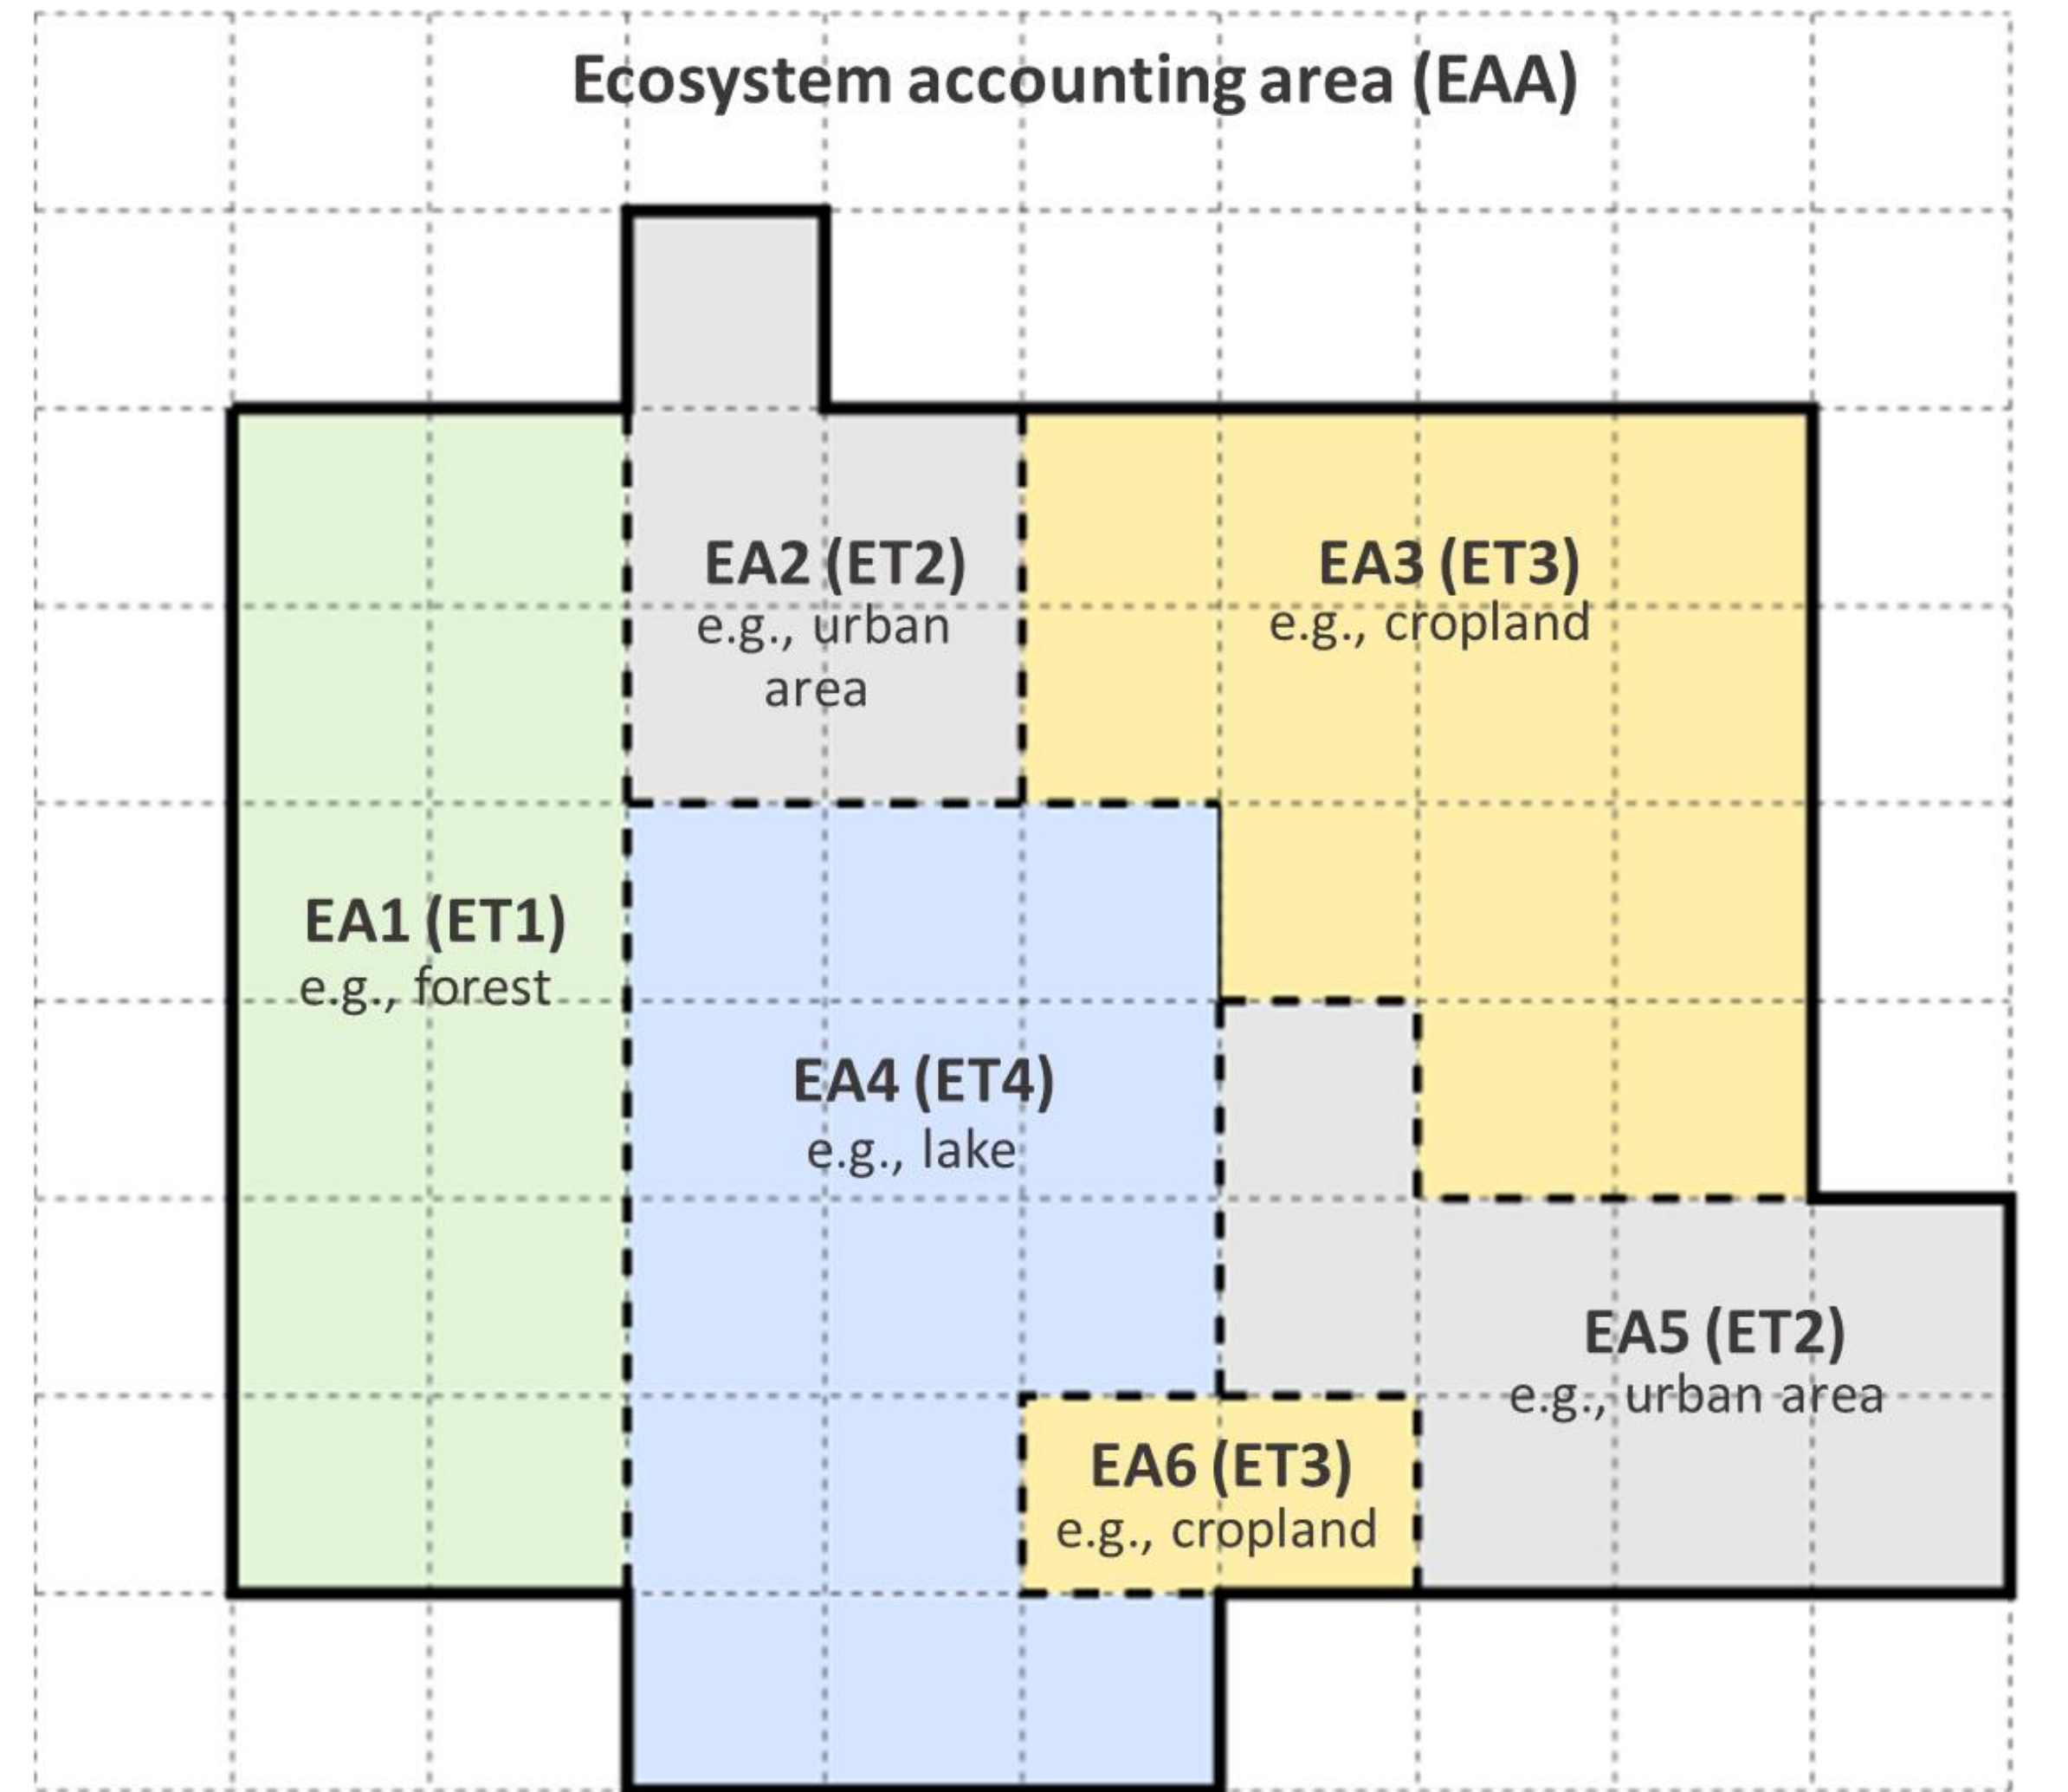 Ecosystem accounting area (EAA)
EA2 (ET2)
e.g., urban
area
EA3 (ET3)
e.g., cropland
EA1 (ET1)
e.g., forest
EA4 (ET4)
e.g., lake
EA5 (ET2)
e.g., urban area
EA6 (ET3)
e.g., cropland